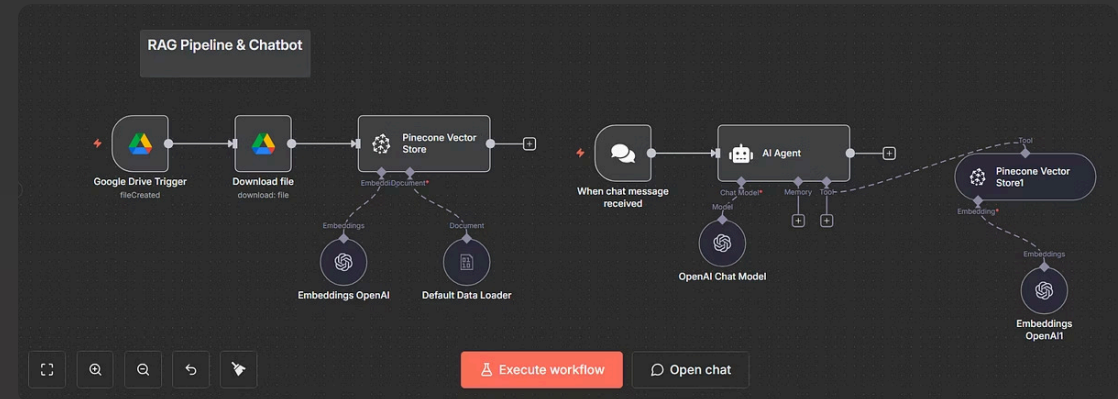 RAG Pipeline & Chatbot
Google Drive Trigger
fileCreated
Download file
download: file
Pinecone Vector
Store
Document*
Embeddings
Embeddings OpenAI
Document
Default Data Loader
When chat message
received
AI Agent
Chat Model*
Memory
Tool
Model
OpenAI Chat Model
Tool
Pinecone Vector
Store1
Embedding*
Embeddings
Embeddings
OpenAI1
Execute workflow
Open chat